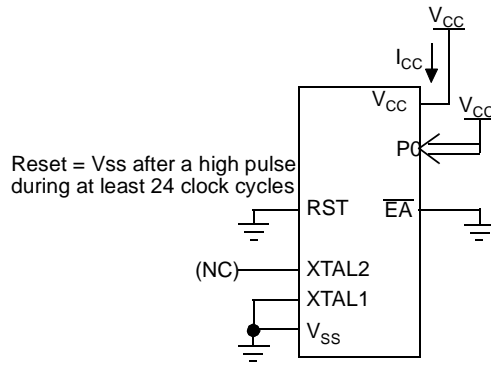 VCC
ICC
VCC
VCC
P0
Reset = Vss after a high pulse
during at least 24 clock cycles
RST
EA
(NC)
XTAL2
XTAL1
VSS